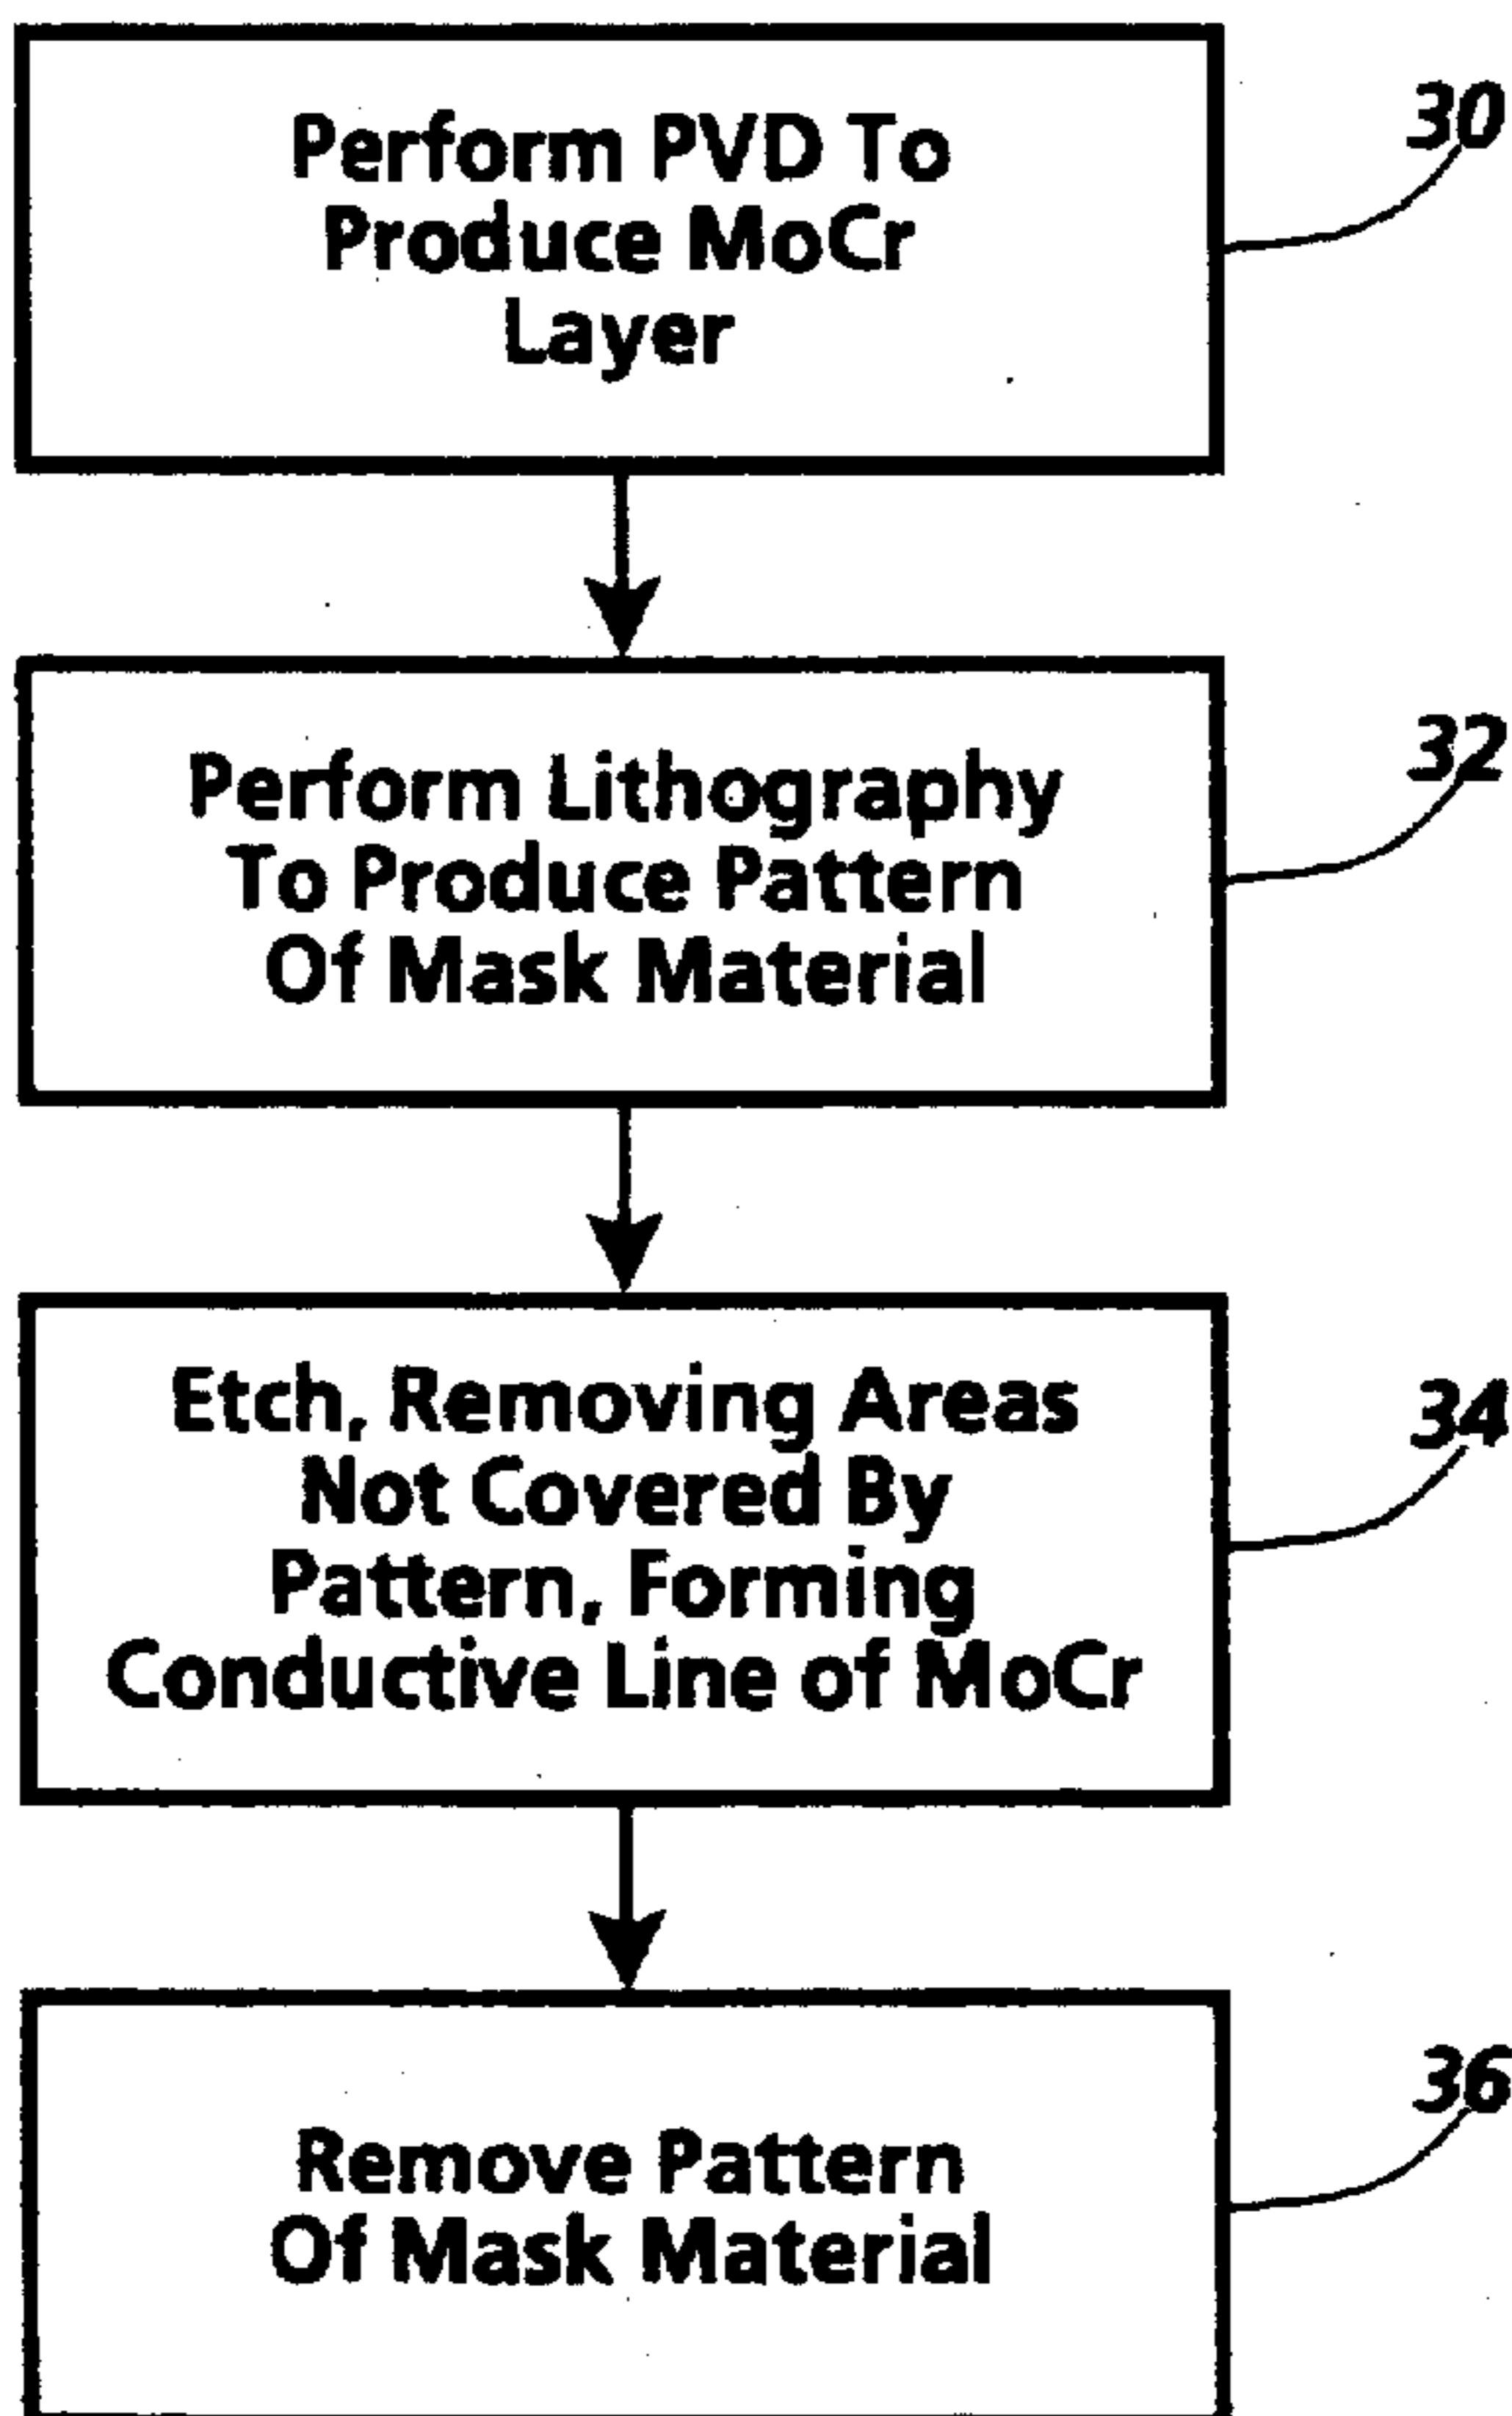 Perform PVD To
Produce MoCr
Layer
30
Perform Lithography
To Produce Pattern
Of Mask Material
32
Etch, Removing Areas
Not Covered By
Pattern, Forming
Conductive Line of MoCr
34
Remove Pattern
Of Mask Material
36